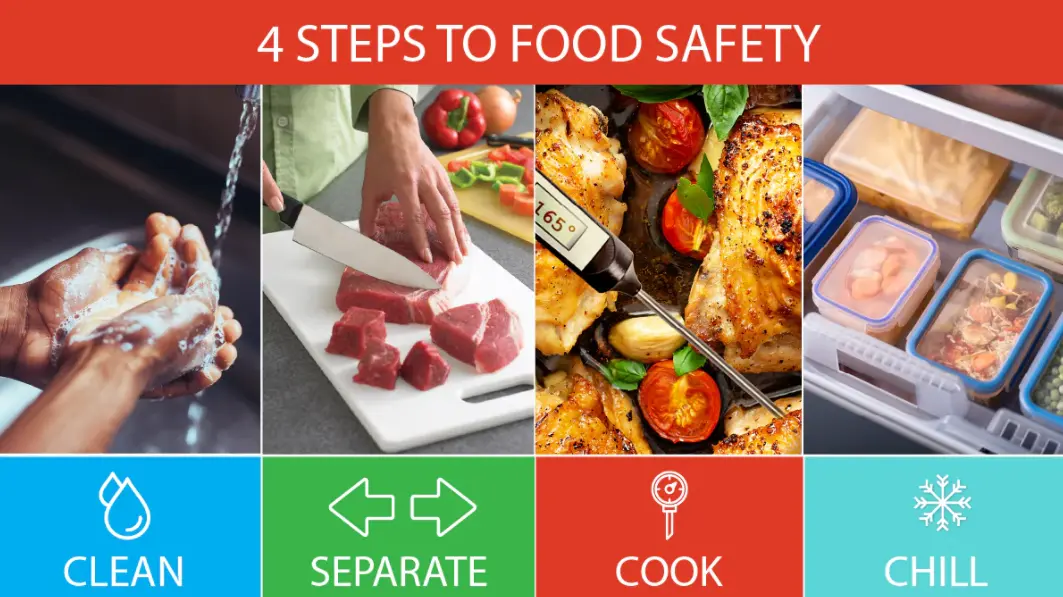 4 STEPS TO FOOD SAFETY
165°
CLEAN
SEPARATE
COOK
CHILL